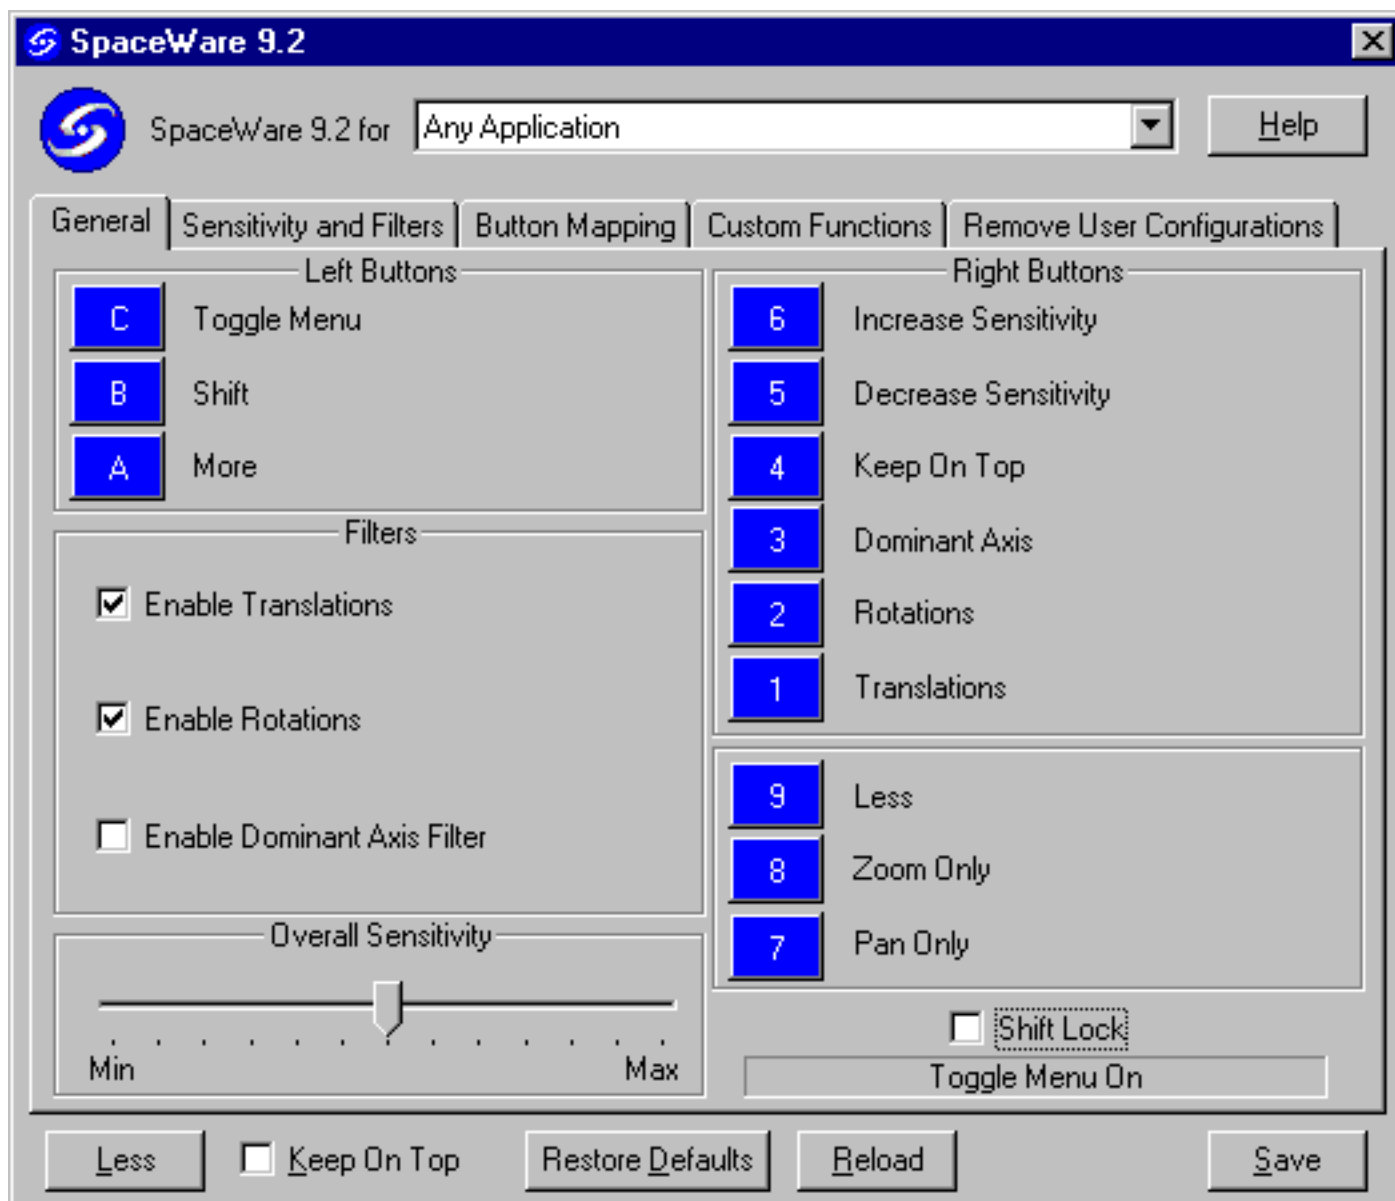 SpaceWare 9.2
SpaceWare 9.2 for Any Application Help
General Sensitivity and Filters Button Mapping Custom Functions Remove User Configurations
Left Buttons
C Toggle Menu
B Shift
A More
Filters
Enable Translations
Enable Rotations
Enable Dominant Axis Filter
Overall Sensitivity
Min Max
Right Buttons
6 Increase Sensitivity
5 Decrease Sensitivity
4 Keep On Top
3 Dominant Axis
2 Rotations
1 Translations
9 Less
8 Zoom Only
7 Pan Only
Shift Lock
Toggle Menu On
Less Keep On Top Restore Defaults Reload Save